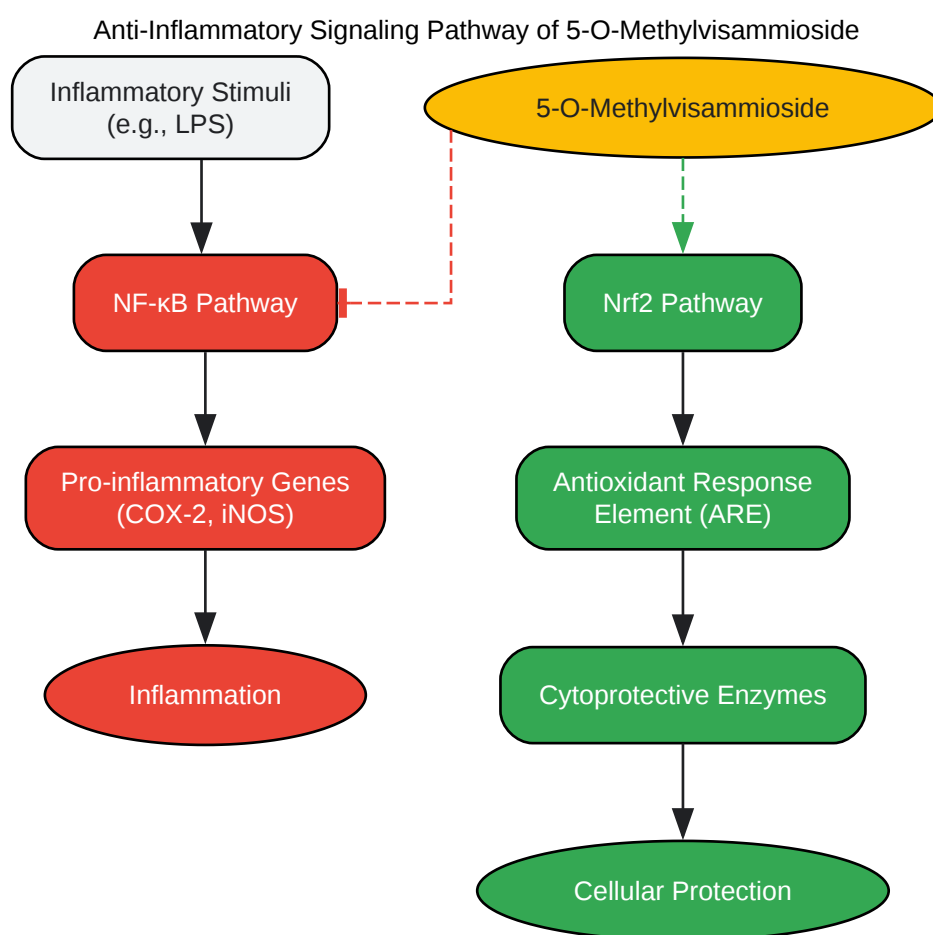 Anti-Inflammatory Signaling Pathway of 5-O-Methylvisammioside
Inflammatory Stimuli
(e.g., LPS)
5-O-Methylvisammioside
NF-κB Pathway
Nrf2 Pathway
Pro-inflammatory Genes
(COX-2, iNOS)
Antioxidant Response
Element (ARE)
Inflammation
Cytoprotective Enzymes
Cellular Protection